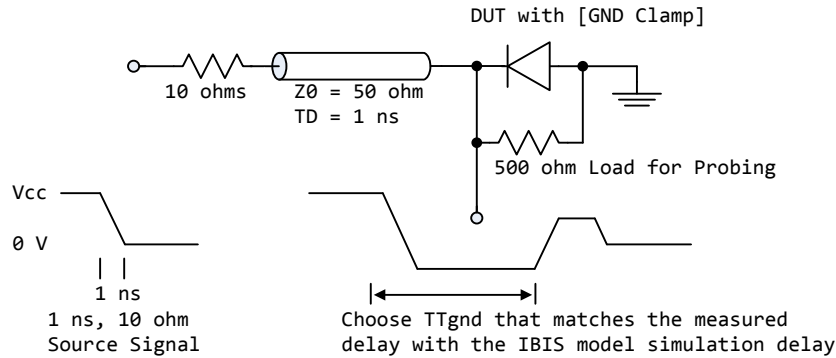 DUT with [GND Clamp]
10 ohms
Z0 = 50 ohm
TD = 1 ns
500 ohm Load for Probing
Vcc
0 V
1 ns
1 ns, 10 ohm
Source Signal
Choose TTgnd that matches the measured
delay with the IBIS model simulation delay